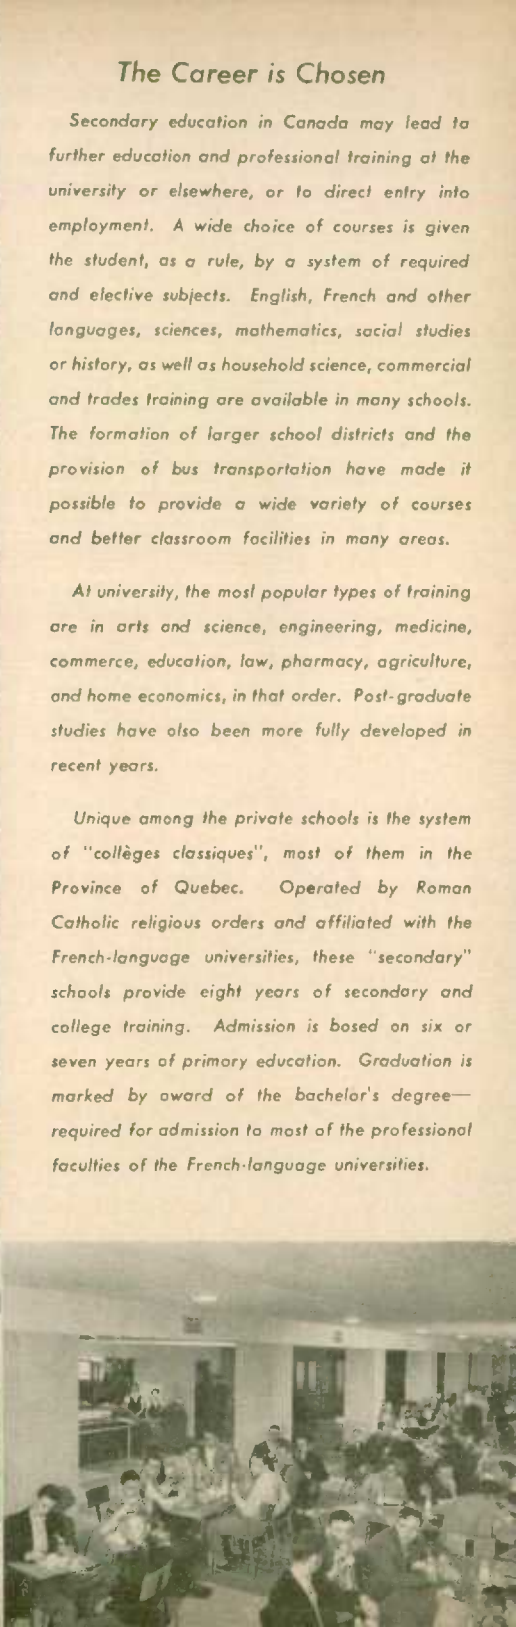 The Career is Chosen
Secondary education in Canada may lead to
further education and professional training at the
university or elsewhere, or to direct entry into
employment. A wide choice of courses is given
the student, as a rule, by a system of required
and elective subjects. English, French and other
languages, sciences, mathematics, social studies
or history, as well as household science, commercial
and trades training are available in many schools.
The formation of larger school districts and the
provision of bus transportation have made it
possible to provide a wide variety of courses
and better classroom facilities in many areas.
At university, the most popular types of training
are in arts and science, engineering, medicine,
commerce, education, law, pharmacy, agriculture,
and home economics, in that order. Post-graduate
studies have also been more fully developed in
recent years.
Unique among the private schools is the system
of "collèges classiques", most of them in the
Province of Quebec. Operated by Roman
Catholic religious orders and affiliated with the
French-language universities, these "secondary"
schools provide eight years of secondary and
college training. Admission is based on six or
seven years of primary education. Graduation is
marked by award of the bachelor's degree—
required for admission to most of the professional
faculties of the French-language universities.